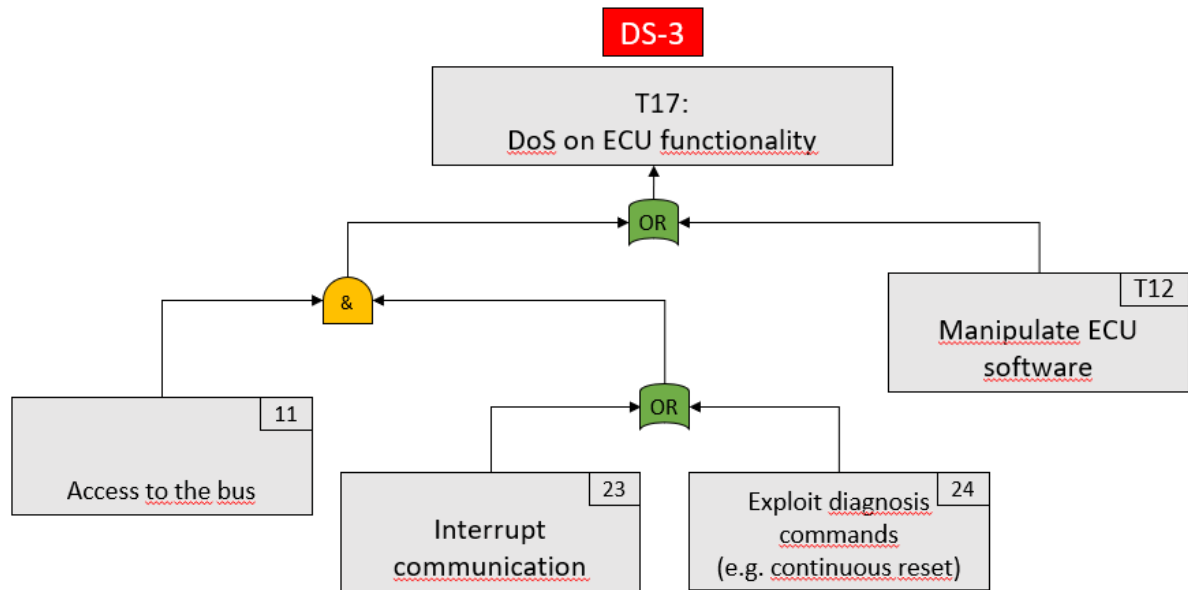 DS-3
T17:
DoS on ECU functionality
OR
T12
Manipulate ECU
software
&
11
Access to the bus
OR
23
Interrupt
communication
24
Exploit diagnosis
commands
(e.g. continuous reset)